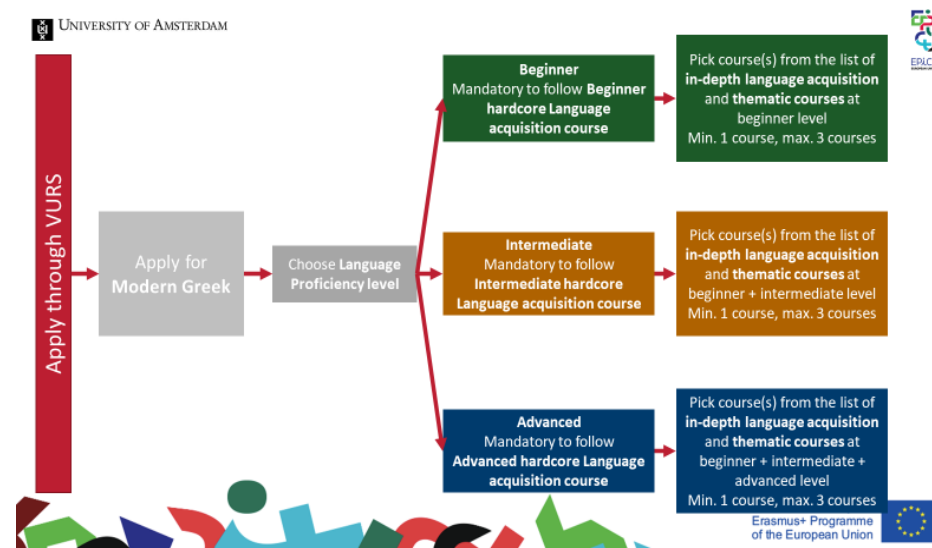 UNIVERSITY OF AMSTERDAM
Apply through VURS
Apply for
Modern Greek
Choose Language
Proficiency level
Beginner
Mandatory to follow Beginner
hardcore Language
acquisition course
Pick course(s) from the list of
in-depth language acquisition
and thematic courses at
beginner level
Min. 1 course, max. 3 courses
Intermediate
Mandatory to follow
Intermediate hardcore
Language acquisition course
Pick course(s) from the list of
in-depth language acquisition
and thematic courses at
beginner + intermediate level
Min. 1 course, max. 3 courses
Advanced
Mandatory to follow
Advanced hardcore Language
acquisition course
Pick course(s) from the list of
in-depth language acquisition
and thematic courses at
beginner + intermediate +
advanced level
Min. 1 course, max. 3 courses
Erasmus+ Programme
of the European Union